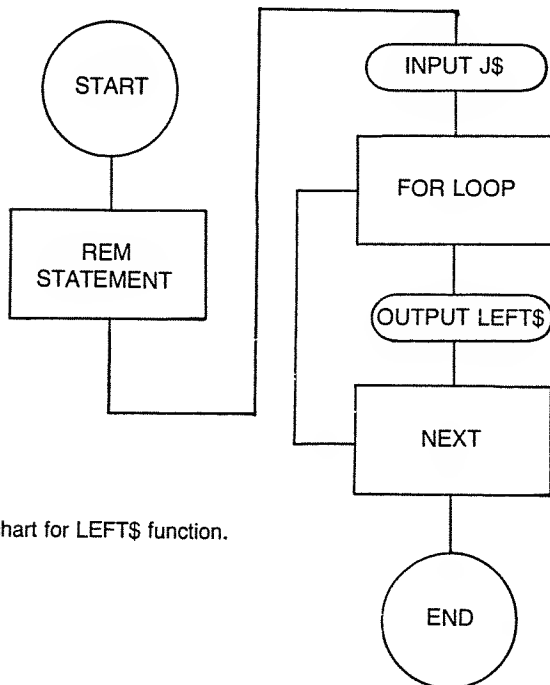 START
REM
STATEMENT
INPUT J$
FOR LOOP
OUTPUT LEFT$
NEXT
END
hart for LEFT$ function.